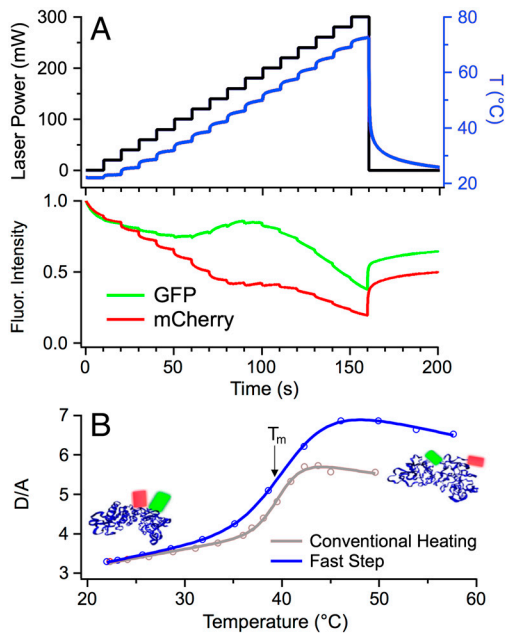 A
Laser Power (mW)
300
200
100
0
T (°C)
80
60
40
20
Fluor. Intensity
1.0
0.5
0.0
GFP
mCherry
0
50
100
150
200
Time (s)
B
D/A
7
6
5
4
3
Tm
Conventional Heating
Fast Step
20
30
40
50
60
Temperature (°C)